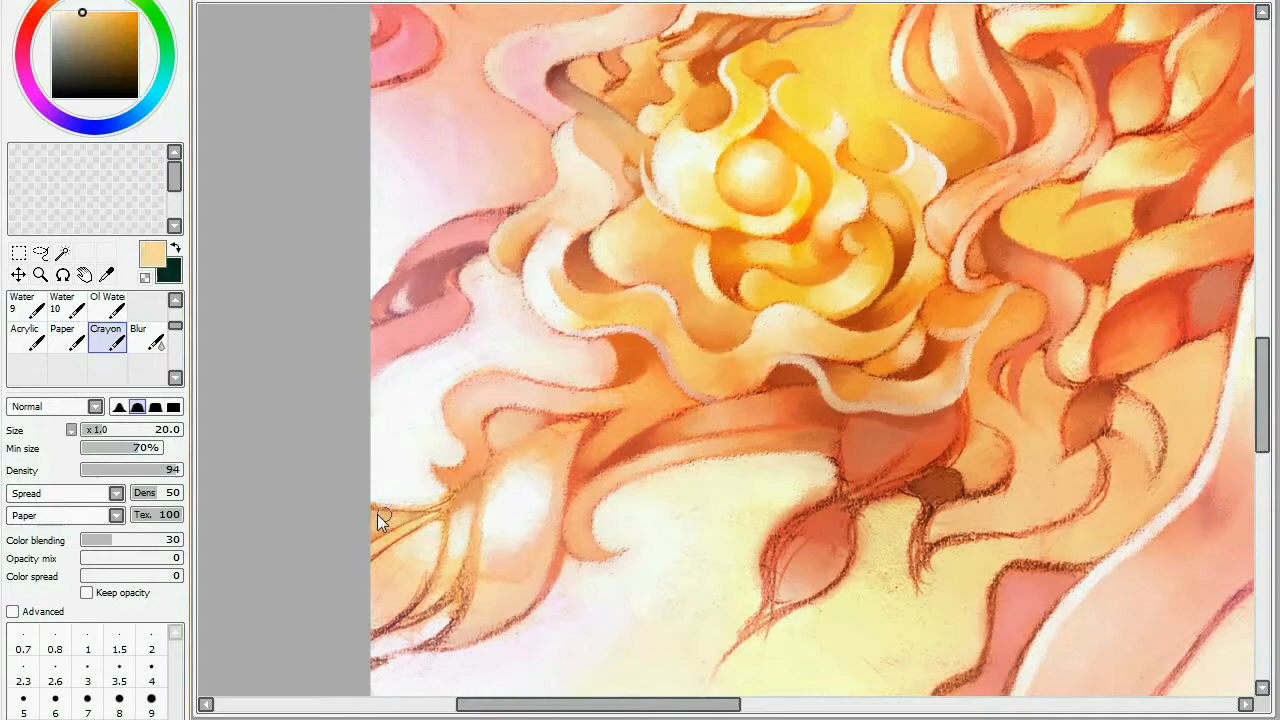 Water Water Ol Wate
9 10
Acrylic Paper Crayon Blur
Normal
Size x 1.0 20.0
Min size 70%
Density 94
Spread Dens 50
Paper Tex. 100
Color blending 30
Opacity mix 0
Color spread 0
Keep opacity
Advanced
0.7 0.8 1 1.5 2
2.3 2.6 3 3.5 4
5 6 7 8 9